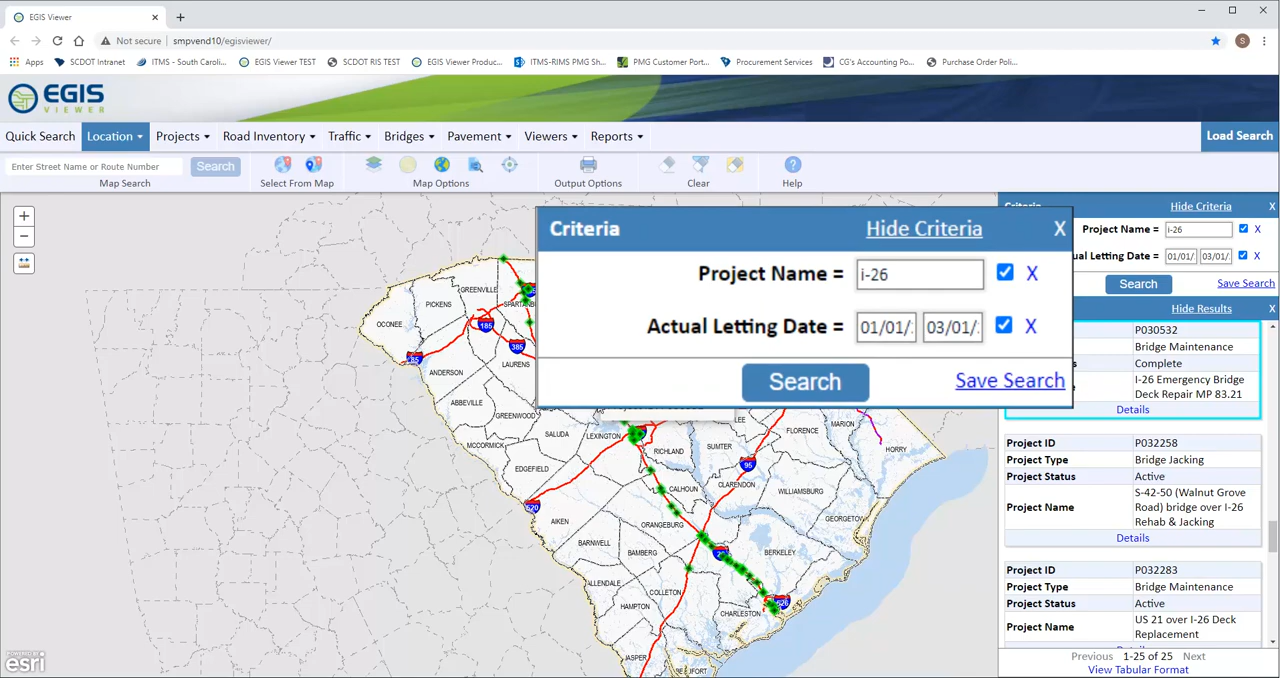 EGIS Viewer
Not secure | smpvend10/egisviewer/
S
Apps SCDOT Intranet ITMS - South Caroli... EGIS Viewer TEST SCDOT RIS TEST EGIS Viewer Produc... ITMS-RIMS PMG Sh... PMG Customer Port... Procurement Services CG's Accounting Po... Purchase Order Poli...
EGIS
VIEWER
Quick Search Location Projects Road Inventory Traffic Bridges Pavement Viewers Reports Load Search
Enter Street Name or Route Number Search
Map Search Select From Map Map Options Output Options Clear Help
Criteria Hide Criteria X
Project Name = i-26 X
Actual Letting Date = 01/01/ 03/01/ X
Search Save Search
Hide Criteria X
Project Name = i-26 X
ual Letting Date = 01/01/ 03/01/. X
Search Save Search
Hide Results X
P030532
Bridge Maintenance
Complete
I-26 Emergency Bridge
Deck Repair MP 83.21
Details
Project ID P032258
Project Type Bridge Jacking
Project Status Active
Project Name S-42-50 (Walnut Grove
Road) bridge over I-26
Rehab & Jacking
Details
Project ID P032283
Project Type Bridge Maintenance
Project Status Active
Project Name US 21 over I-26 Deck
Replacement
Previous 1-25 of 25 Next
View Tabular Format
GREENVILLE
PICKENS
OCONEE
185
385
85
ANDERSON
LAURENS
ABBEVILLE
GREENWOOD
MCCORMICK
SALUDA
LEXINGTON
RICHLAND
LEE
SUMTER
FLORENCE
MARION
HORRY
EDGEFIELD
95
CALHOUN
CLARENDON
WILLIAMSBURG
520
AIKEN
ORANGEBURG
GEORGETOWN
BARNWELL
BAMBERG
BERKELEY
ALLENDALE
COLLETON
HAMPTON
CHARLESTON
526
JASPER
POWERED BY
esri